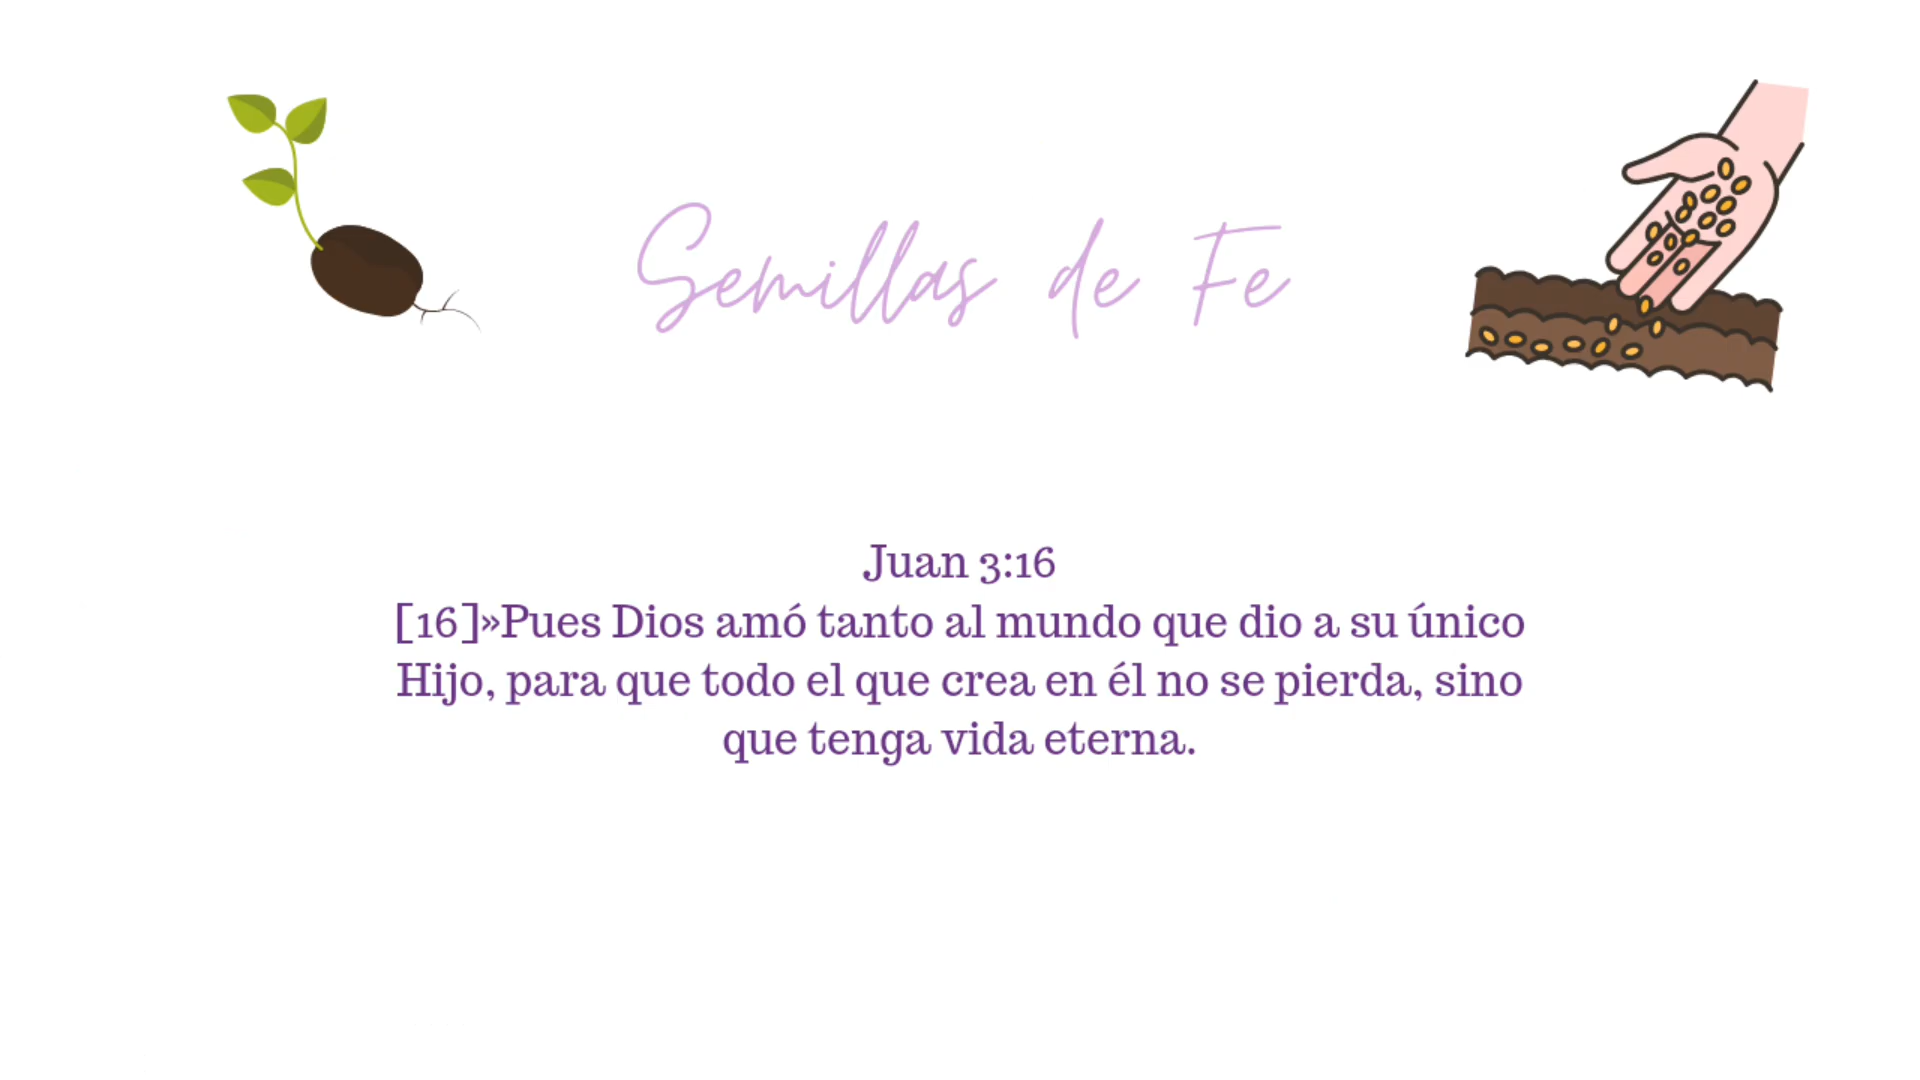 Semillas de Fe
Juan 3:16
[16]»Pues Dios amó tanto al mundo que dio a su único
Hijo, para que todo el que crea en él no se pierda, sino
que tenga vida eterna.